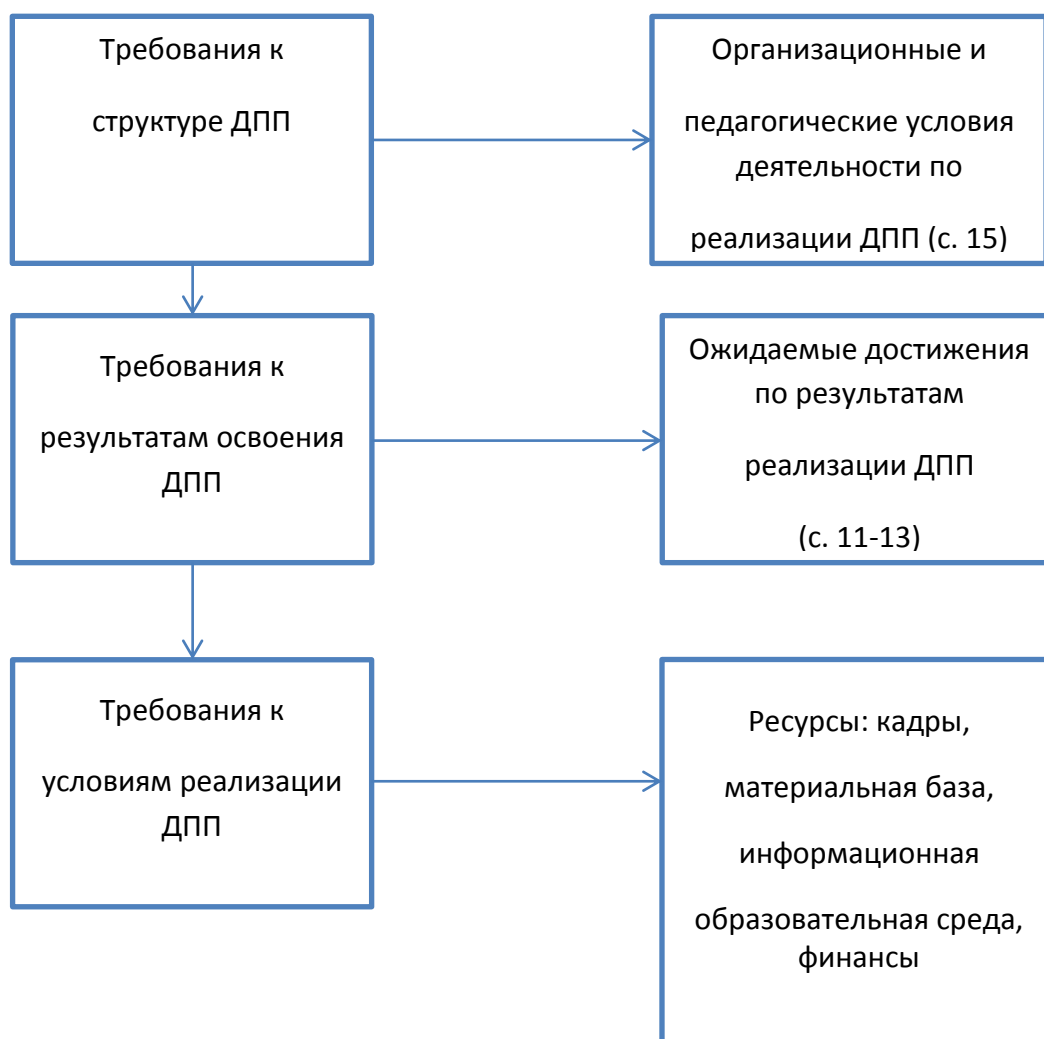 Требования к
структуре ДПП
Организационные и
педагогические условия
деятельности по
реализации ДПП (с. 15)
Требования к
результатам освоения
ДПП
Ожидаемые достижения
по результатам
реализации ДПП
(с. 11-13)
Требования к
условиям реализации
ДПП
Ресурсы: кадры,
материальная база,
информационная
образовательная среда,
финансы